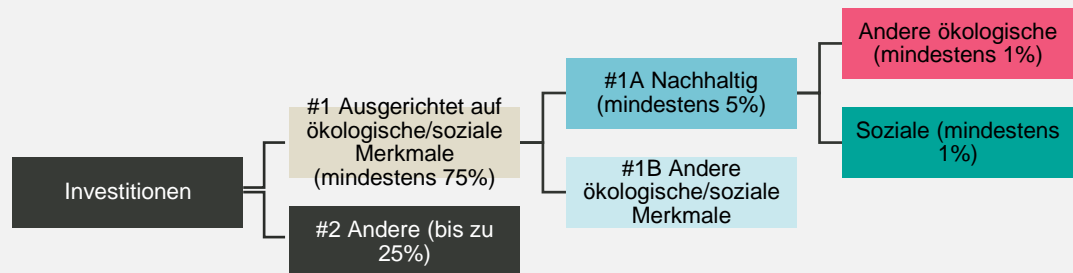 Investitionen
#1 Ausgerichtet auf
ökologische/soziale
Merkmale
(mindestens 75%)
#2 Andere (bis zu
25%)
#1A Nachhaltig
(mindestens 5%)
#1B Andere
ökologische/soziale
Merkmale
Andere ökologische
(mindestens 1%)
Soziale (mindestens
1%)